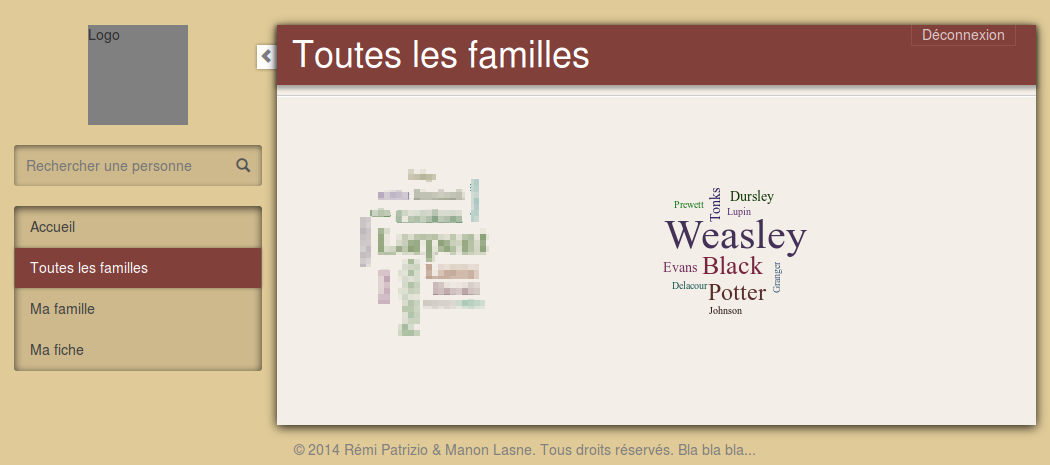 Logo
Rechercher une personne
Accueil
Toutes les familles
Ma famille
Ma fiche
Toutes les familles
Déconnexion
Prewett
Tonks
Dursley
Lupin
Weasley
Evans
Black
Granger
Delacour
Potter
Johnson
© 2014 Rémi Patrizio & Manon Lasne. Tous droits réservés. Bla bla bla...